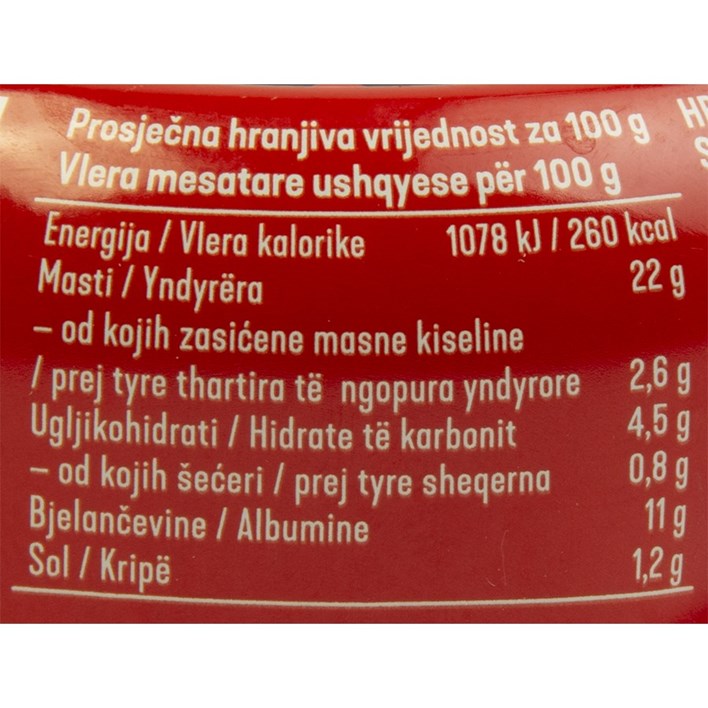 Prosječna hranjiva vrijednost za 100 g
Vlera mesatare ushqyese për 100 g
Energija / Vlera kalorike 1078 kJ / 260 kcal
Masti / Yndyrëra 22 g
– od kojih zasićene masne kiseline
/ prej tyre thartira të ngopura yndyrore 2,6 g
Ugljikohidrati / Hidrate të karbonit 4,5 g
– od kojih šećeri / prej tyre sheqerna 0,8 g
Bjelančevine / Albumine 11 g
Sol / Kripë 1,2 g